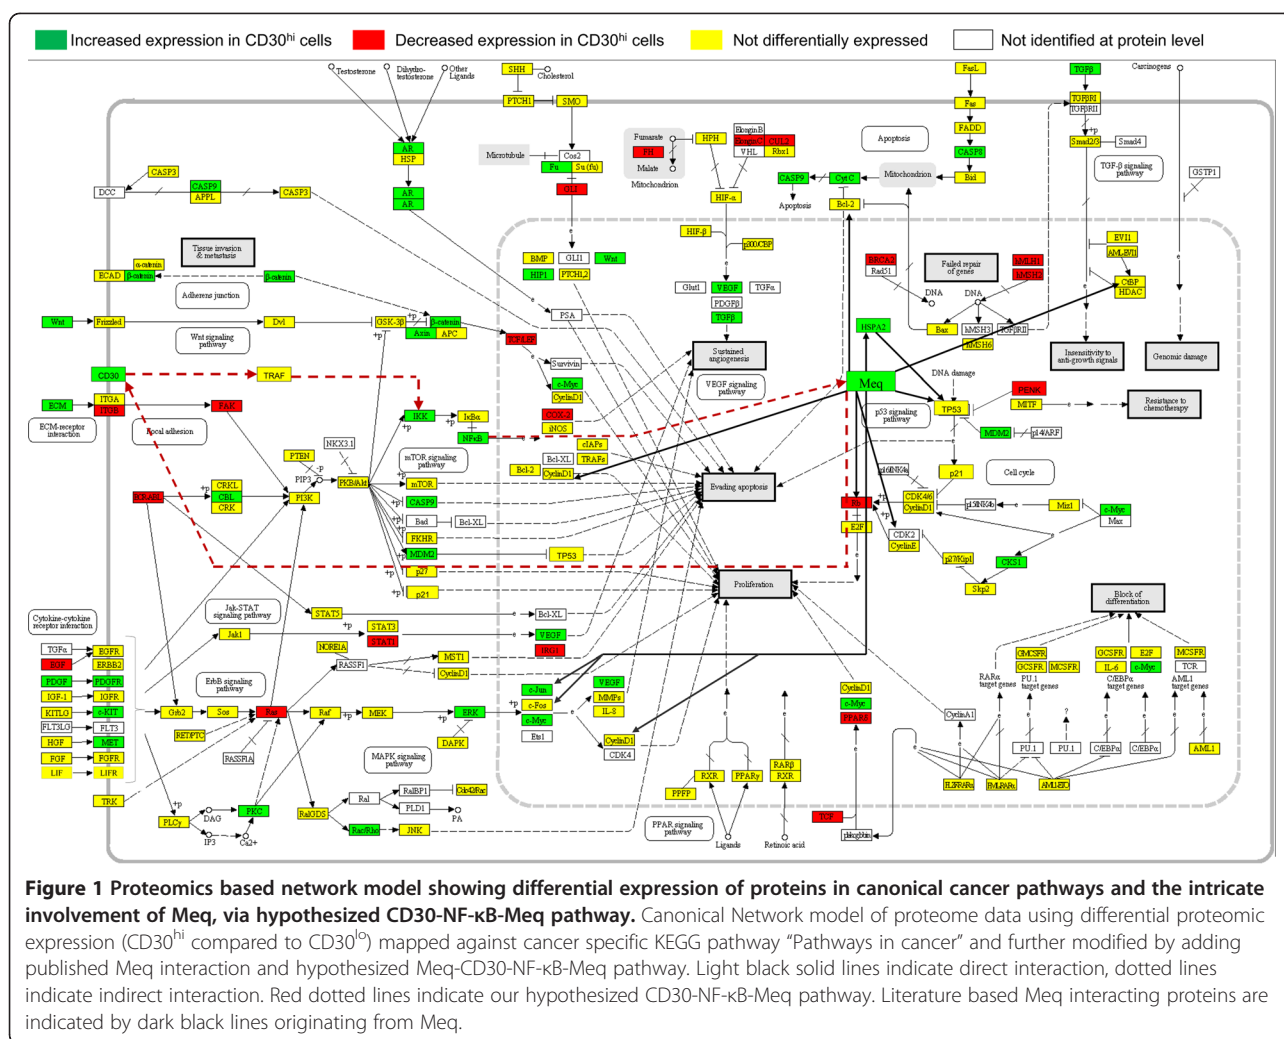 Increased expression in CD30hi cells
Decreased expression in CD30hi cells
Not differentially expressed
Not identified at protein level
Testosterone
Dihydro-
testosterone
Other
Ligands
SHH
Cholesterol
PTCH1
SMO
AR
HSP
AR
AR
Microtubule
Cos2
Fu
Su (fu)
GLI
Fumarate
FH
Malate
Mitochondrion
HPH
ElonginB
VHL
Rbx1
HIF-α
Apoptosis
FasL
Fas
FADD
CASP8
Bid
Mitochondrion
CytC
CASP9
Apoptosis
Bcl-2
TGFβ
TGFβRI
TGFβRII
+p
Smad2/3
Smad4
TGF-β signaling
pathway
Carcinogens
GSTP1
CASP3
DCC
CASP9
APPL
CASP3
Tissue invasion
& metastasis
α-catenin
ECAD
β-catenin
β-catenin
Adherens junction
Wnt
Frizzled
Dvl
GSK-3β
+p
β-catenin
Axin
APC
Wnt signaling
pathway
TCF/LEF
BMP
GLI1
Wnt
HIP1
PTCH1,2
PSA
Survivin
c-Myc
CyclinD1
HIF-β
p300/CBP
Glut1
VEGF
TGFα
PDGFβ
TGFβ
Sustained
angiogenesis
VEGF signaling
pathway
BRCA2
Rad51
DNA
Failed repair
of genes
hMLH1
hMSH2
DNA
Bax
hMSH3
TGFβRII
hMSH6
EVI1
AML-EVI1
CtBP
HDAC
Insensitivity to
anti-growth signals
Genomic damage
HSPA2
Meq
DNA damage
TP53
p53 signaling
pathway
PENK
MITF
Resistance to
chemotherapy
MDM2
p14/ARF
p21
Cell cycle
CD30
TRAF
ECM
ITGA
ITGB
FAK
ECM-receptor
interaction
Focal adhesion
IKK
IκBα
NFκB
+p
COX-2
iNOS
cIAPs
TRAFs
Bcl-XL
Bcl-2
CyclinD1
PTEN
PIP3
-p
NKX3.1
mTOR signaling
pathway
PI3K
PKB/Akt
mTOR
CASP9
Bad
Bcl-XL
FKHR
MDM2
TP53
p27
p21
Evading apoptosis
BCR-ABL
CRKL
CBL
CRK
Proliferation
p16/INK4a
CDK4/6
CyclinD1
p15/INK4b
Miz1
c-Myc
Max
Rb
E2F
CDK2
CyclinE
p27/Kip1
CKS1
Skp2
Block of
differentiation
Cytokine-cytokine
receptor interaction
Jak-STAT
signaling pathway
STAT5
Jak1
STAT3
STAT1
Bcl-XL
VEGF
TGFα
EGF
EGFR
ERBB2
PDGF
PDGFR
IGF-1
IGFR
KITLG
c-KIT
FLT3LG
FLT3
HGF
MET
FGF
FGFR
LIF
LIFR
TRK
ErbB signaling
pathway
NORE1A
RASSF1
MST1
CyclinD1
Grb2
Sos
Ras
Raf
MEK
ERK
RET/PTC
RASSF1A
DAPK
MAPK signaling
pathway
c-Jun
c-Fos
c-Myc
Ets1
VEGF
MMPs
IL-8
CyclinD1
CDK4
PLCγ
DAG
IP3
Ca2+
PKC
RalGDS
Ral
RalBP1
PLD1
Cdc42/Rac
PA
Rac/Rho
JNK
PPFP
RXR
PPARγ
Ligands
PPAR signaling
pathway
RARβ
RXR
Retinoic acid
CyclinD1
c-Myc
PPARδ
TCF
CyclinA1
RARα
target genes
GMCSFR
GCSFR
MCSFR
PU.1
target genes
GCSFR
E2F
IL-6
c-Myc
C/EBPα
target genes
MCSFR
TCR
AML1
target genes
?
PU.1
PU.1
C/EBPα
C/EBPα
AML1
PLZF-RARα
PML-RARα
AML1-ETO
Figure 1 Proteomics based network model showing differential expression of proteins in canonical cancer pathways and the intricate
involvement of Meq, via hypothesized CD30-NF-κB-Meq pathway. Canonical Network model of proteome data using differential proteomic
expression (CD30hi compared to CD30lo) mapped against cancer specific KEGG pathway “Pathways in cancer” and further modified by adding
published Meq interaction and hypothesized Meq-CD30-NF-κB-Meq pathway. Light black solid lines indicate direct interaction, dotted lines
indicate indirect interaction. Red dotted lines indicate our hypothesized CD30-NF-κB-Meq pathway. Literature based Meq interacting proteins are
indicated by dark black lines originating from Meq.